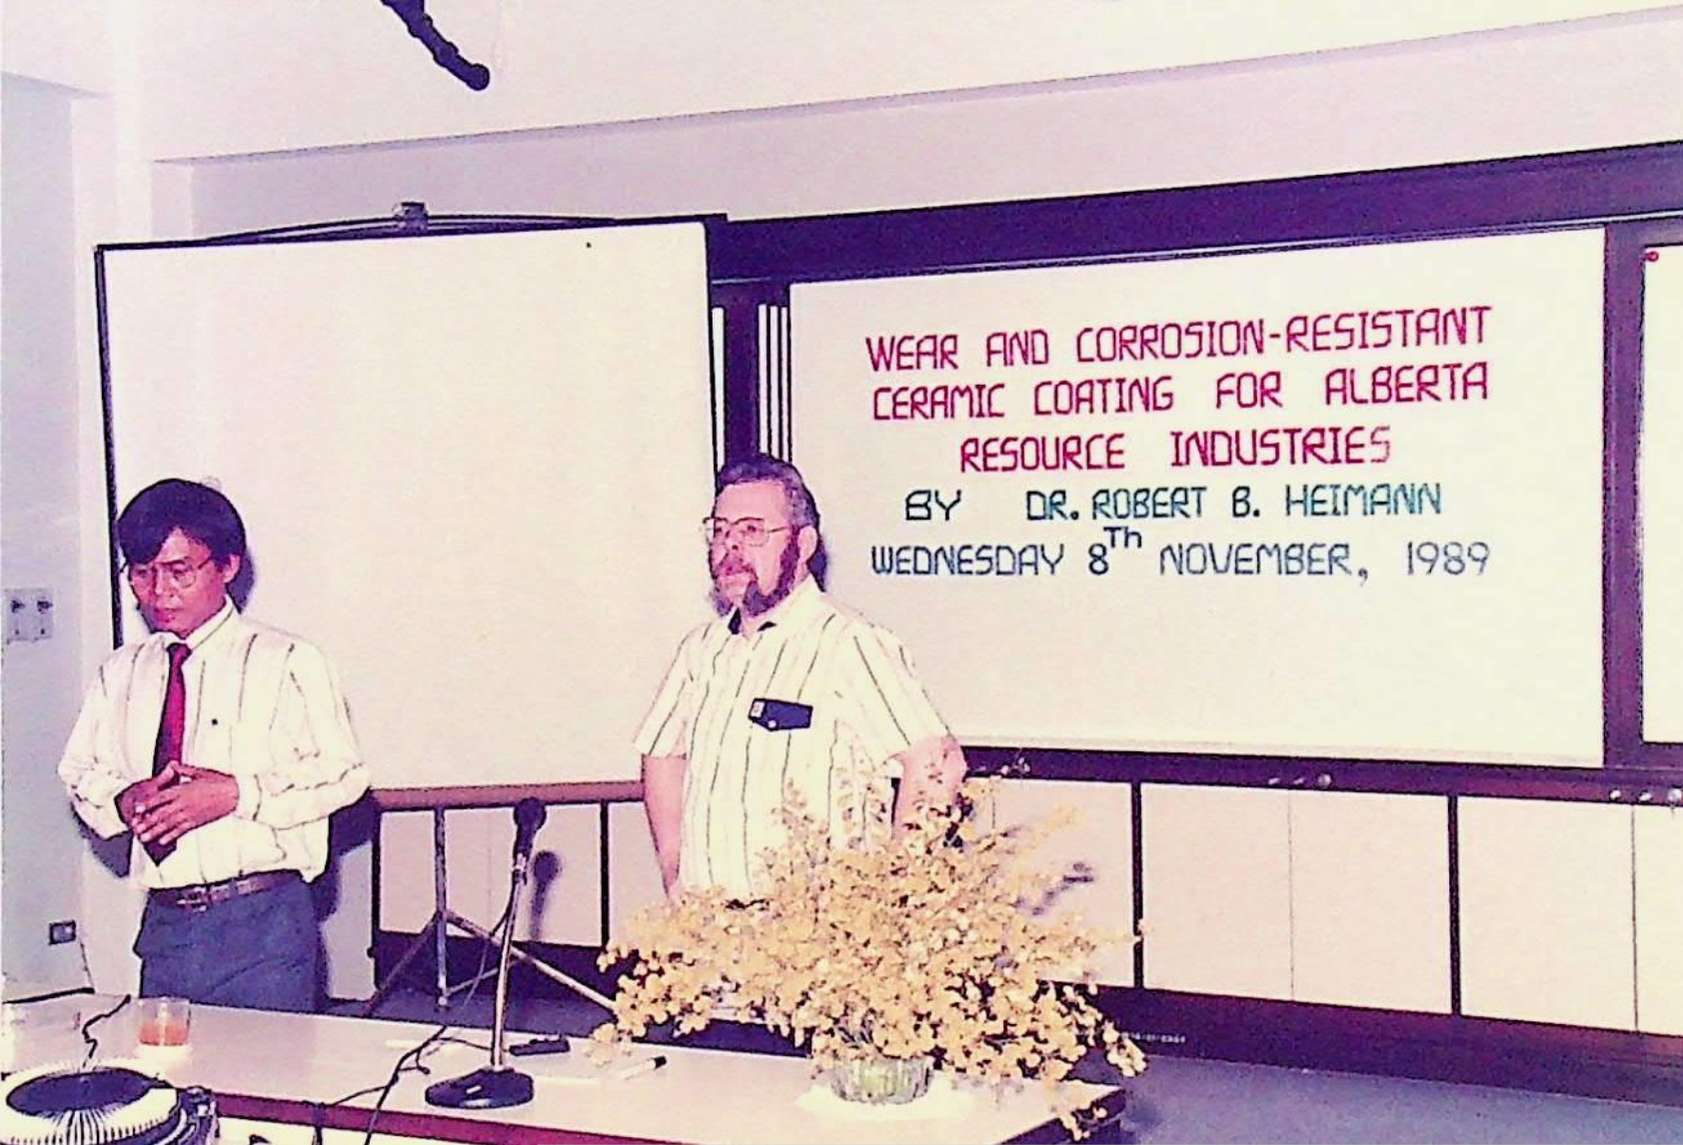 WEAR AND CORROSION-RESISTANT
CERAMIC COATING FOR ALBERTA
RESOURCE INDUSTRIES
BY DR. ROBERT B. HEIMANN
WEDNESDAY 8Th NOVEMBER, 1989